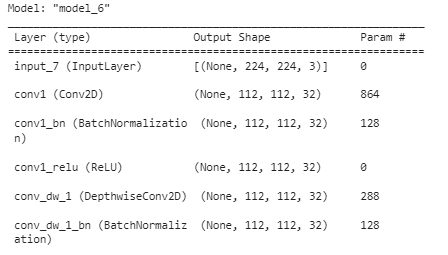 Model: "model_6"
Layer (type) Output Shape Param #
input_7 (InputLayer) [(None, 224, 224, 3)] 0
conv1 (Conv2D) (None, 112, 112, 32) 864
conv1_bn (BatchNormalizatio (None, 112, 112, 32) 128
n)
conv1_relu (ReLU) (None, 112, 112, 32) 0
conv_dw_1 (DepthwiseConv2D) (None, 112, 112, 32) 288
conv_dw_1_bn (BatchNormaliz (None, 112, 112, 32) 128
ation)